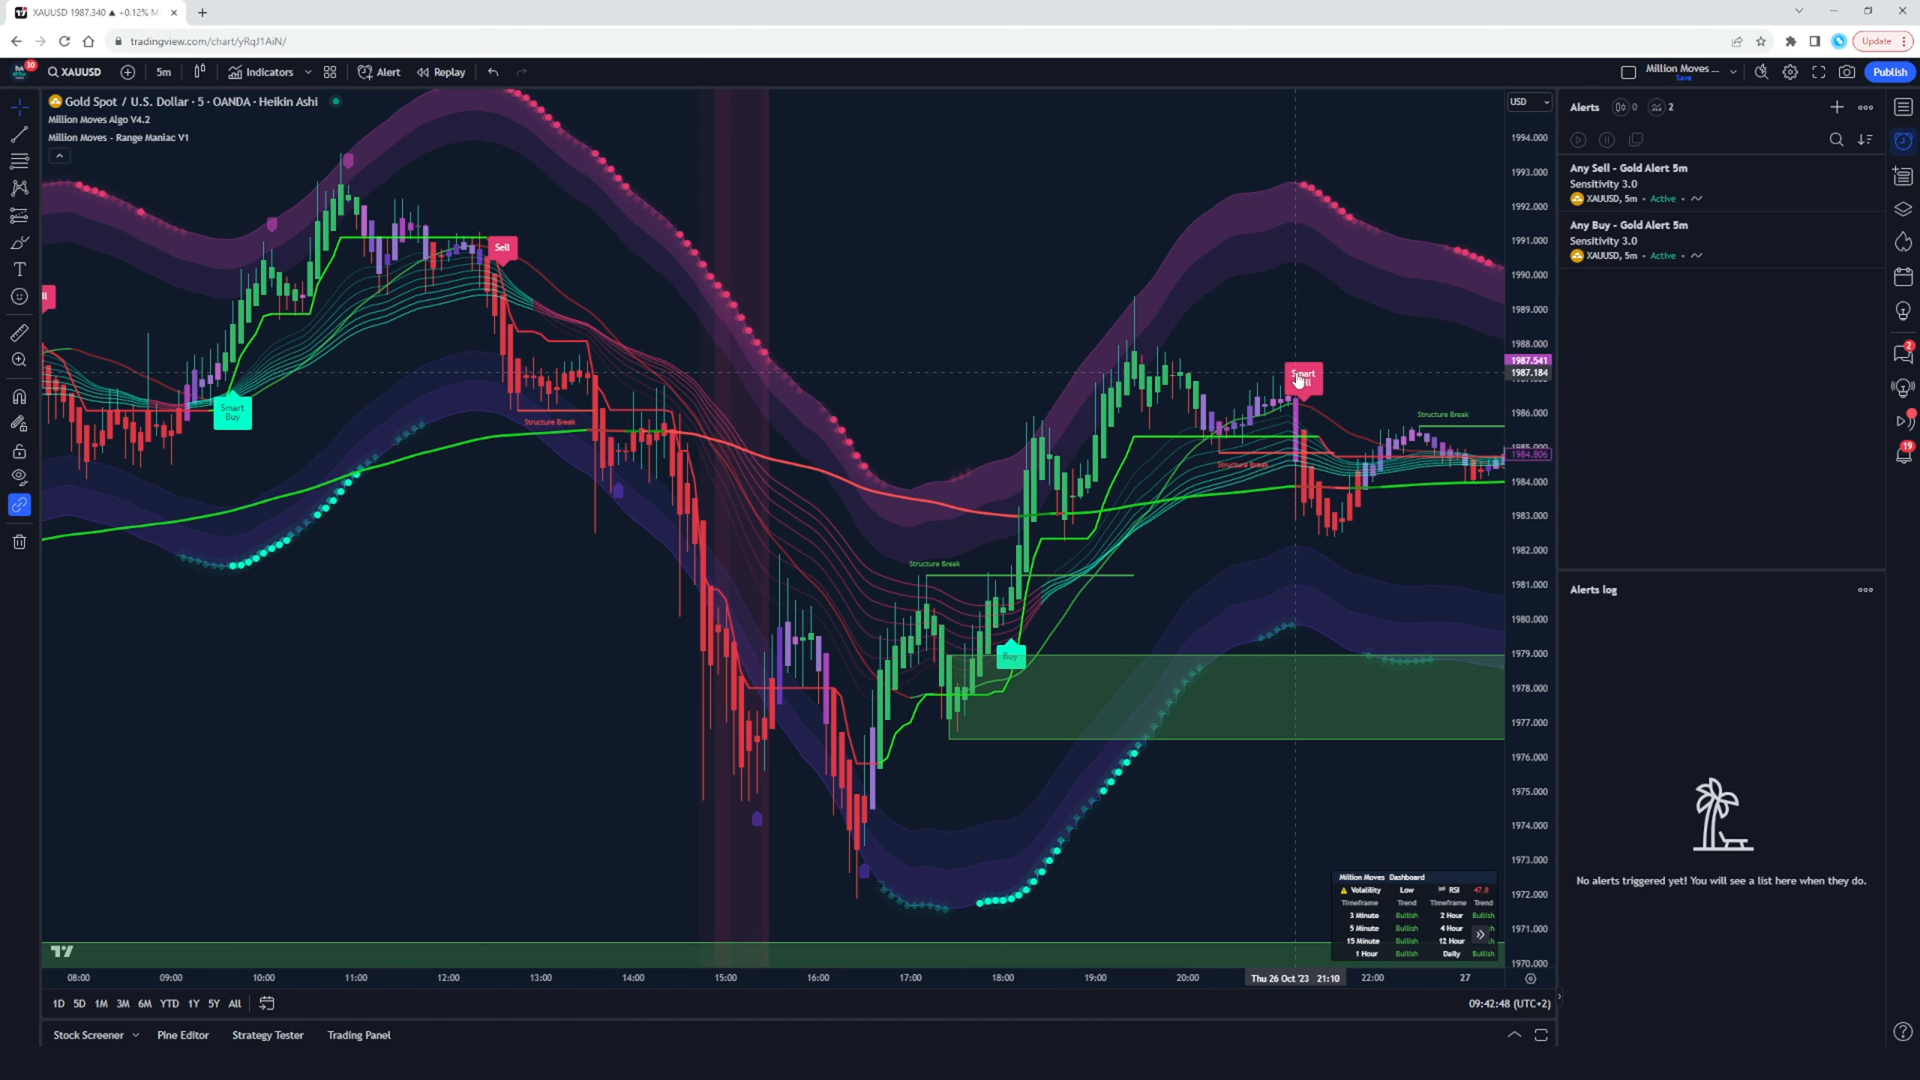 XAUUSD 1987.340 ▲ +0.12% M
tradingview.com/chart/yRqJ1AiN/
Update
30
XAUUSD
5m
Indicators
Alert
Replay
Million Moves ...
Save
Publish
Gold Spot / U.S. Dollar · 5 · OANDA · Heikin Ashi
Million Moves Algo V4.2
Million Moves - Range Maniac V1
USD
1994.000
1993.000
1992.000
1991.000
1990.000
1989.000
1988.000
1987.541
1987.184
1986.000
1985.000
1984.806
1984.000
1983.000
1982.000
1981.000
1980.000
1979.000
1978.000
1977.000
1976.000
1975.000
1974.000
1973.000
1972.000
1971.000
1970.000
Sell
Smart
Buy
Structure Break
Structure Break
Buy
Smart
Structure Break
Structure Break
Million Moves Dashboard
Volatility Low RSI 47.8
Timeframe Trend Timeframe Trend
3 Minute Bullish 2 Hour Bullish
5 Minute Bullish 4 Hour
15 Minute Bullish 12 Hour
1 Hour Bullish Daily Bullish
08:00 09:00 10:00 11:00 12:00 13:00 14:00 15:00 16:00 17:00 18:00 19:00 20:00 Thu 26 Oct '23 21:10 22:00 27
1D 5D 1M 3M 6M YTD 1Y 5Y All
09:42:48 (UTC+2)
Stock Screener Pine Editor Strategy Tester Trading Panel
Alerts 0 2
Any Sell - Gold Alert 5m
Sensitivity 3.0
XAUUSD, 5m • Active •
Any Buy - Gold Alert 5m
Sensitivity 3.0
XAUUSD, 5m • Active •
Alerts log
No alerts triggered yet! You will see a list here when they do.
2
19